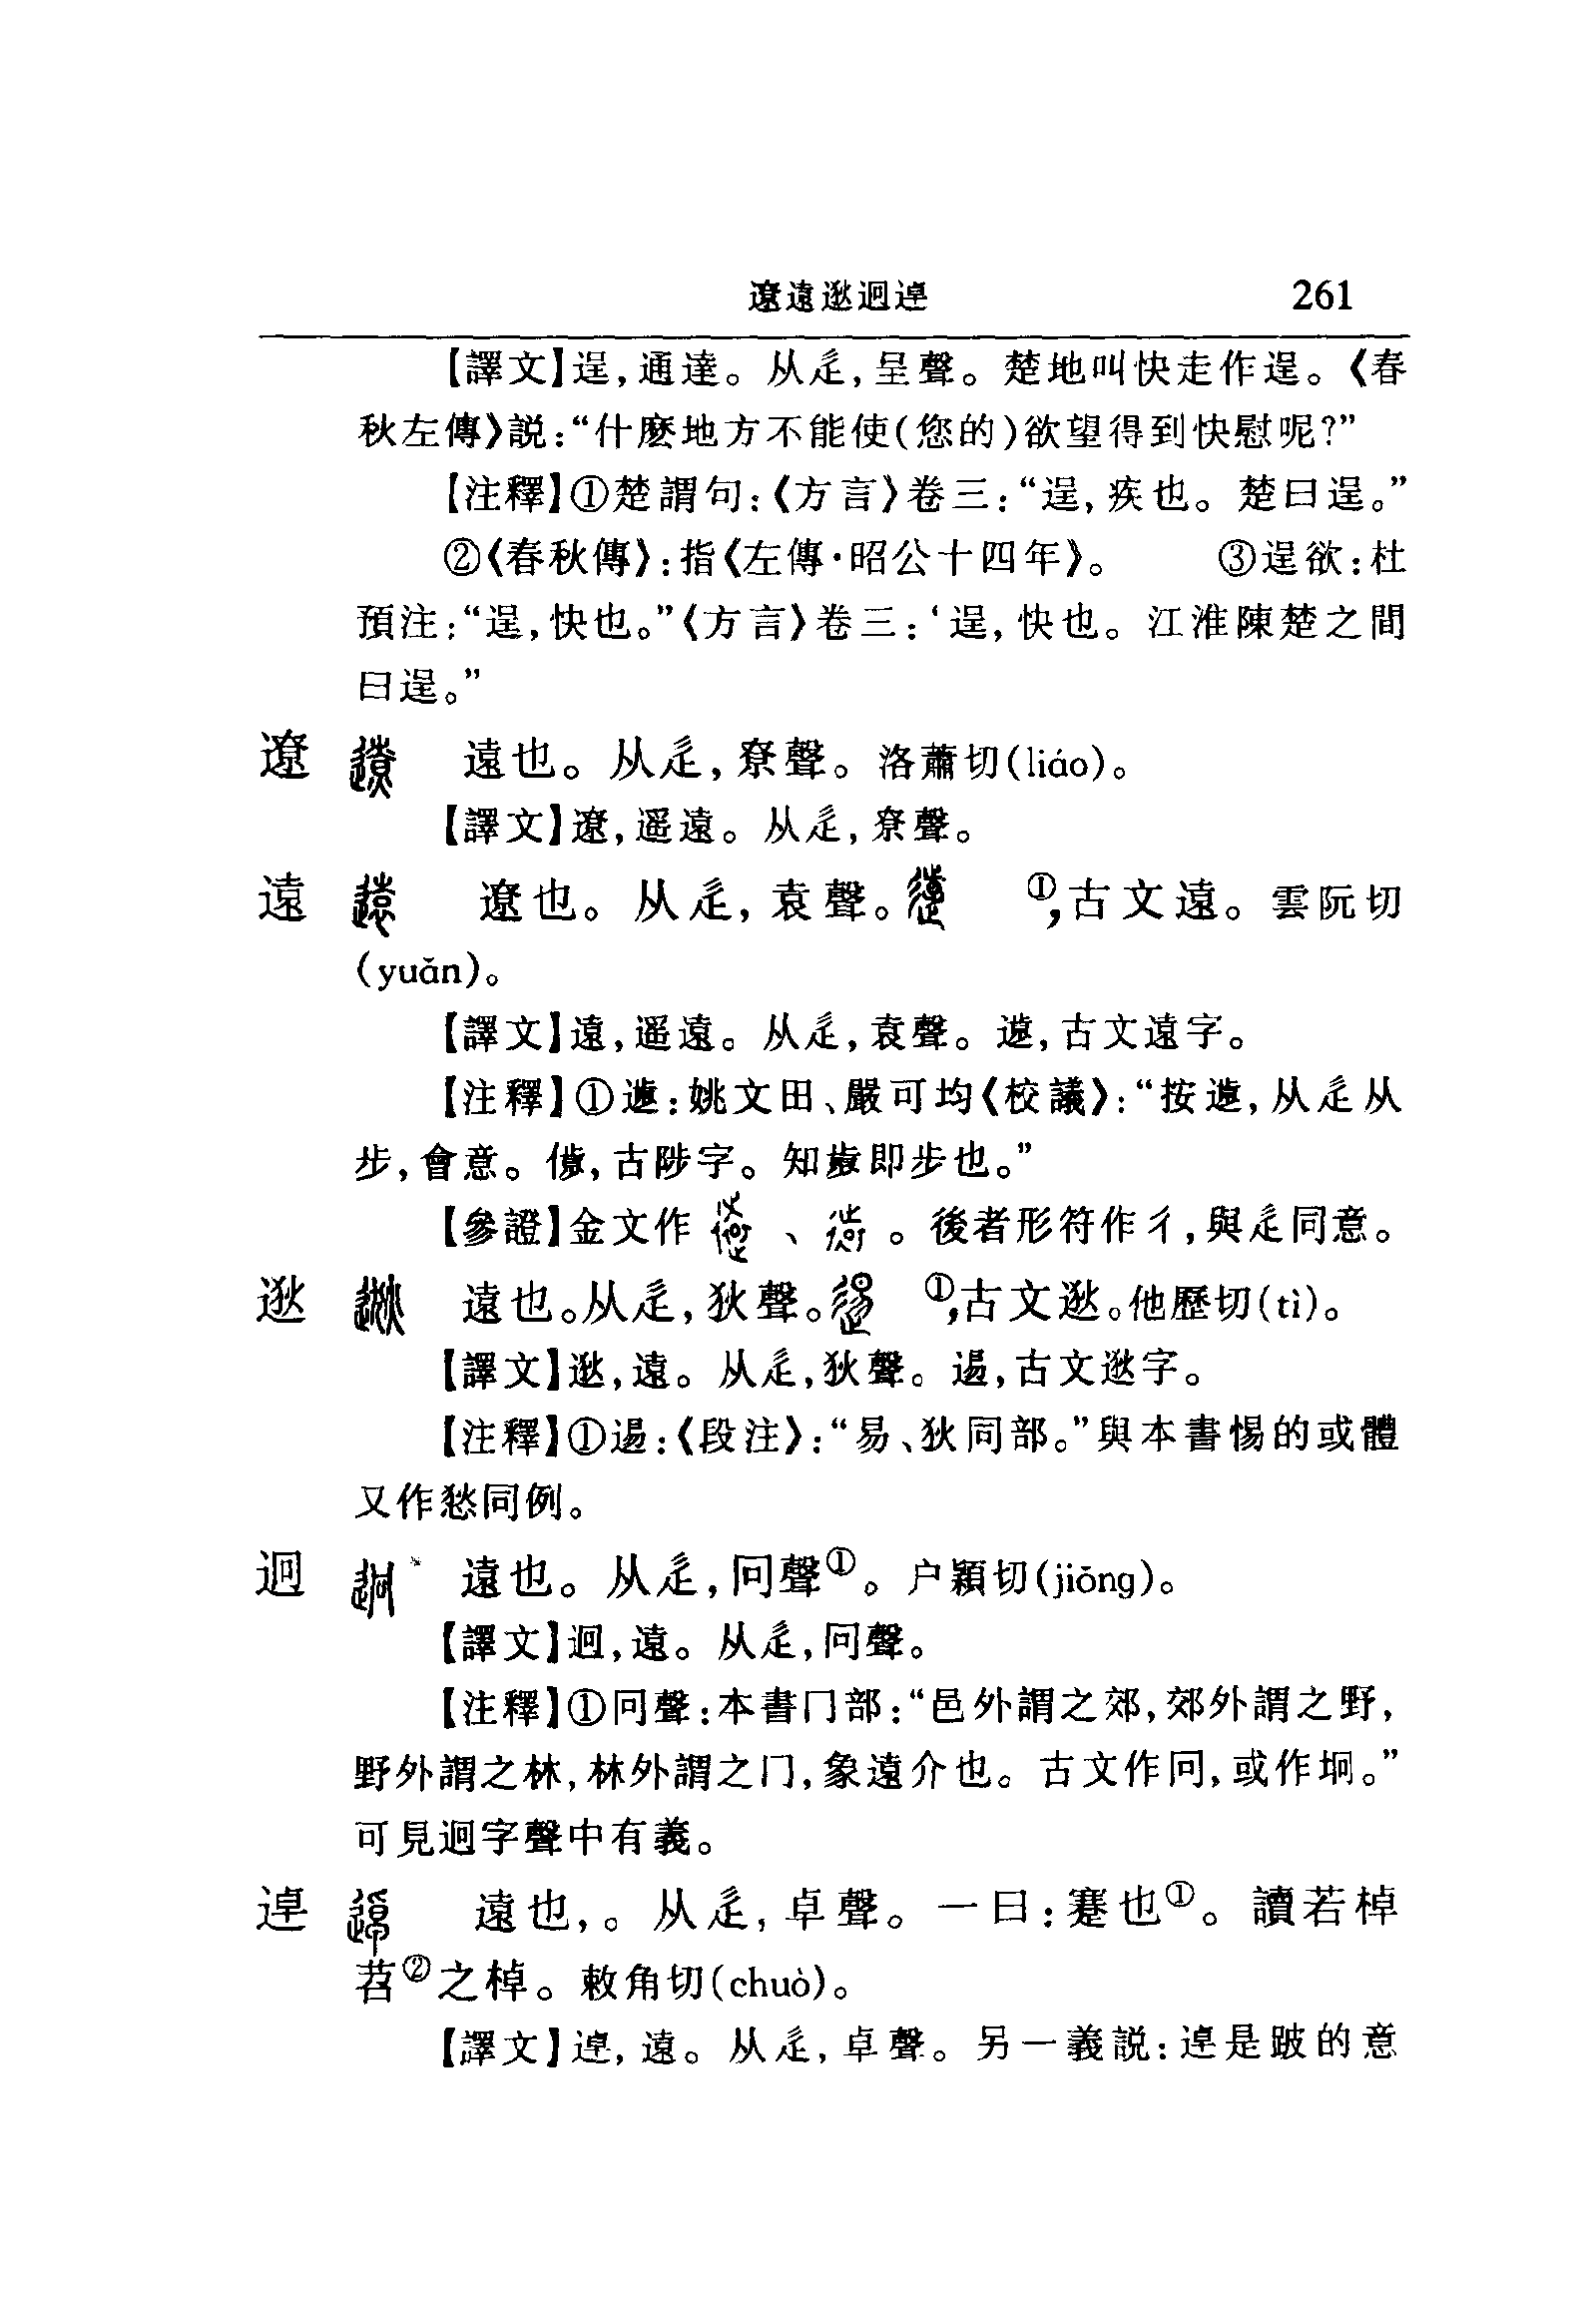 遼遠逖迥逴 261
【譯文】逞，通達。从辵，呈聲。楚地叫快走作逞。《春
秋左傳》説：“什麽地方不能使(您的)欲望得到快慰呢?”
【注釋】①楚謂句：《方言》卷三：“逞，疾也。楚曰逞。”
②《春秋傳》：指《左傳·昭公十四年》。 ③逞欲：杜
預注：“逞，快也。”《方言》卷三：‘逞，快也。江淮陳楚之間
曰逞。”
遼 遠也。从辵，尞聲。洛蕭切(liáo)。
【譯文】遼，遥遠。从辵，尞聲。
遠 遼也。从辵，袁聲。 ①，古文遠。雲阮切
(yuǎn)。
【譯文】遠，遥遠。从辵，袁聲。 ，古文遠字。
【注釋】① ：姚文田、嚴可均《校議》：“按 ，从辵从
步，會意。 ，古陟字。知 即步也。”
【參證】金文作 、 。後者形符作彳，與辵同意。
逖 遠也。从辵，狄聲。 ①，古文逖。他歷切(tì)。
【譯文】逖，遠。从辵，狄聲。逷，古文逖字。
【注釋】①逷：《段注》：“易、狄同部。”與本書惕的或體
又作悐同例。
迥 遠也。从辵，冋聲①。户穎切(jiǒng)。
【譯文】迥，遠。从辵，冋聲。
【注釋】①冋聲：本書冂部：“邑外謂之郊，郊外謂之野，
野外謂之林，林外謂之冂，象遠介也。古文作冋，或作坰。”
可見迥字聲中有義。
逴 遠也，。从辵，卓聲。一曰：蹇也①。讀若棹
苕②之棹。敕角切(chuò)。
【譯文】逴，遠。从辵，卓聲。另一義説：逴是跛的意